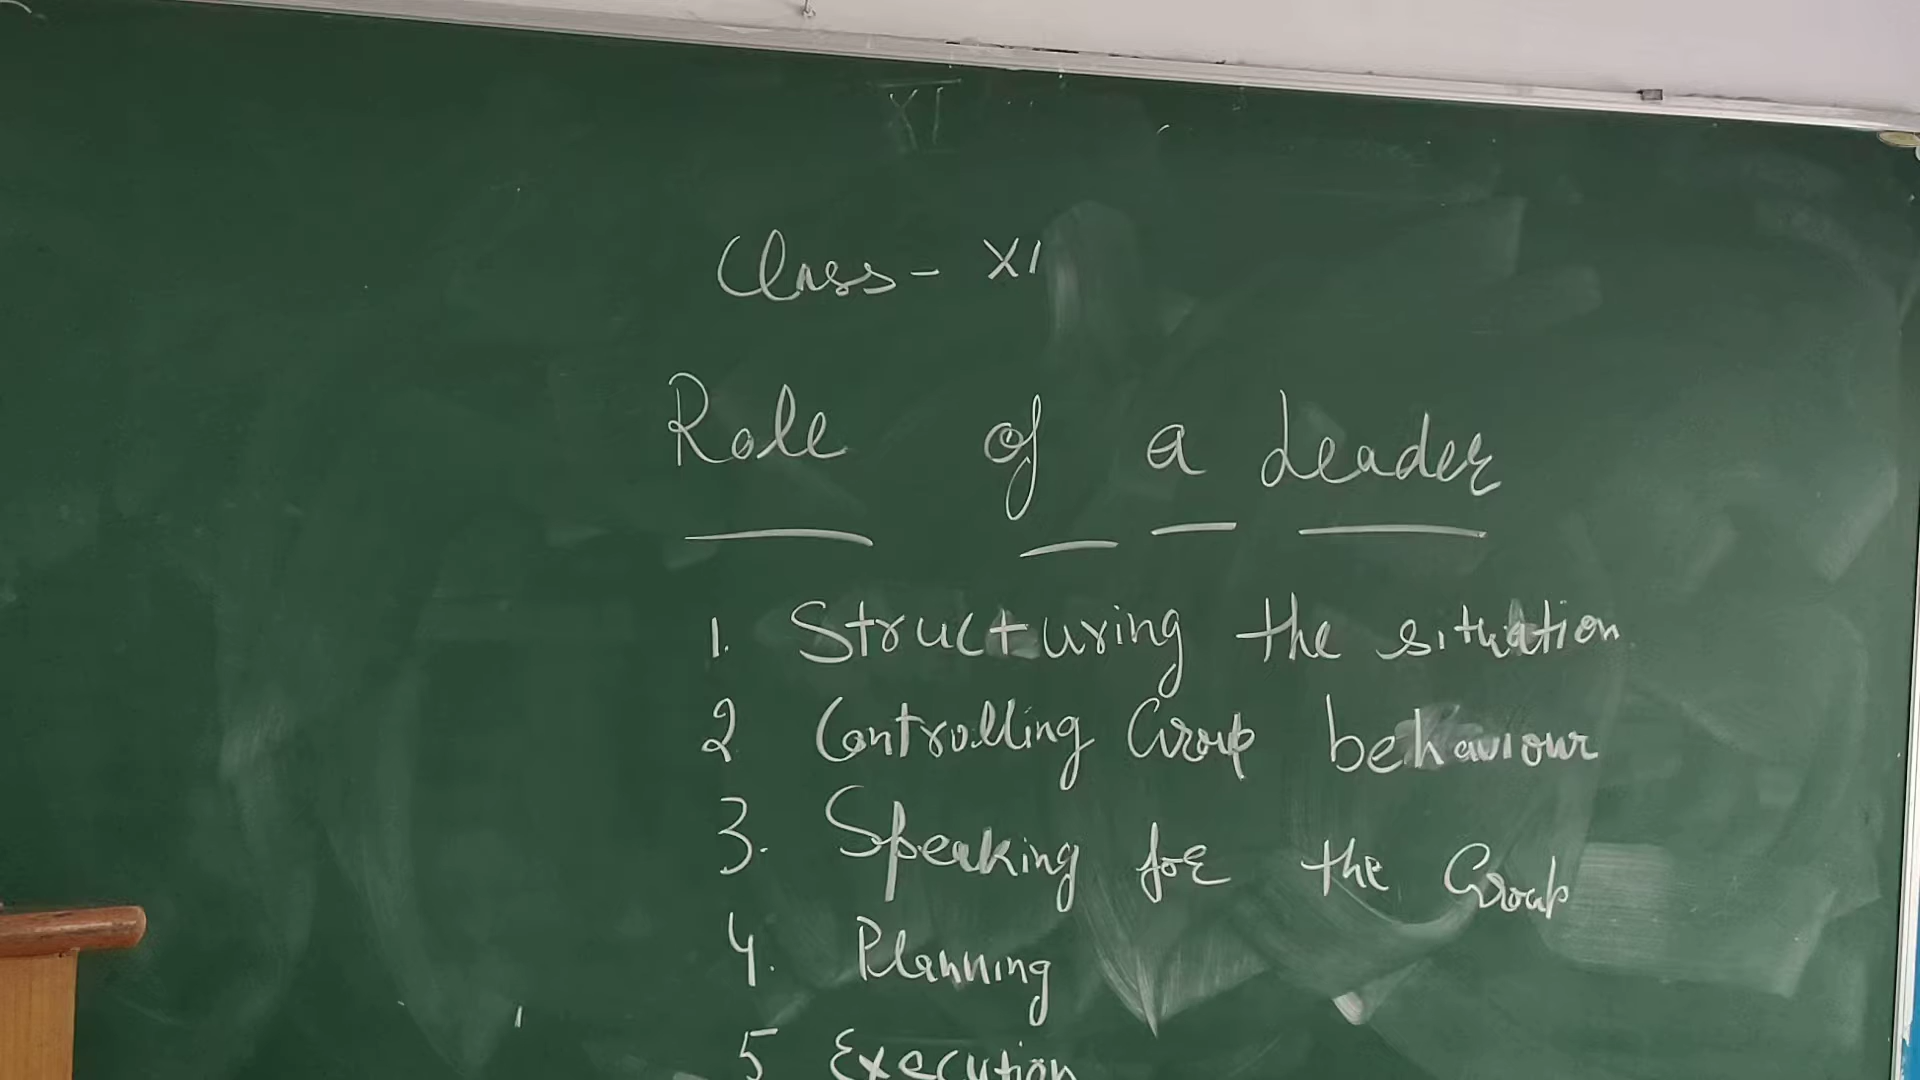 XI
Class - XI
Role of a Leader
1. Structuring the situation
2 Controlling Group behaviour
3. Speaking for the Group
4. Planning
5 Execution